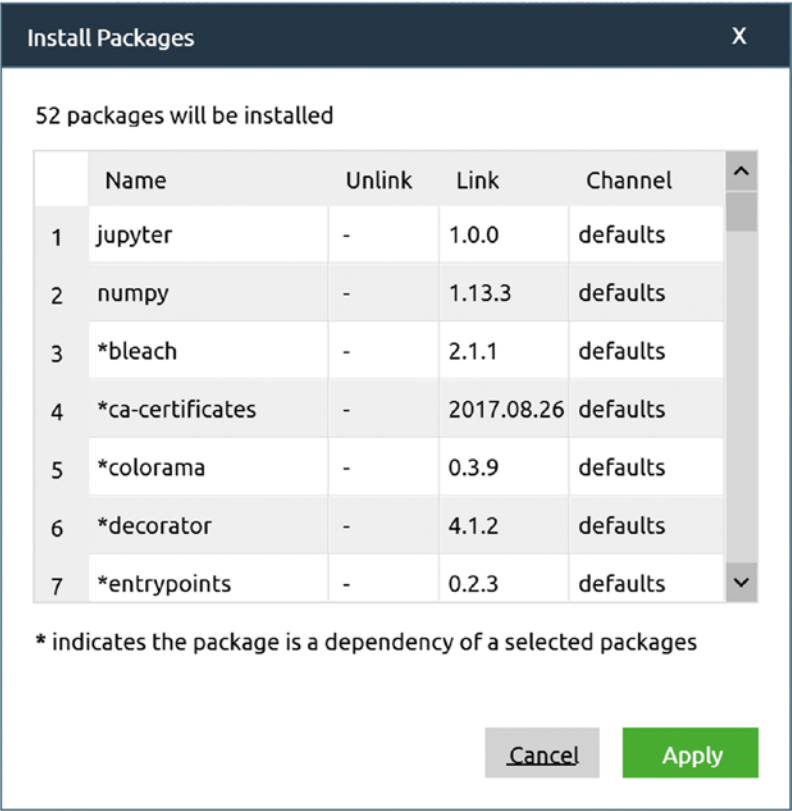 Install Packages X
52 packages will be installed
Name Unlink Link Channel
1 jupyter - 1.0.0 defaults
2 numpy - 1.13.3 defaults
3 *bleach - 2.1.1 defaults
4 *ca-certificates - 2017.08.26 defaults
5 *colorama - 0.3.9 defaults
6 *decorator - 4.1.2 defaults
7 *entrypoints - 0.2.3 defaults
* indicates the package is a dependency of a selected packages
Cancel Apply